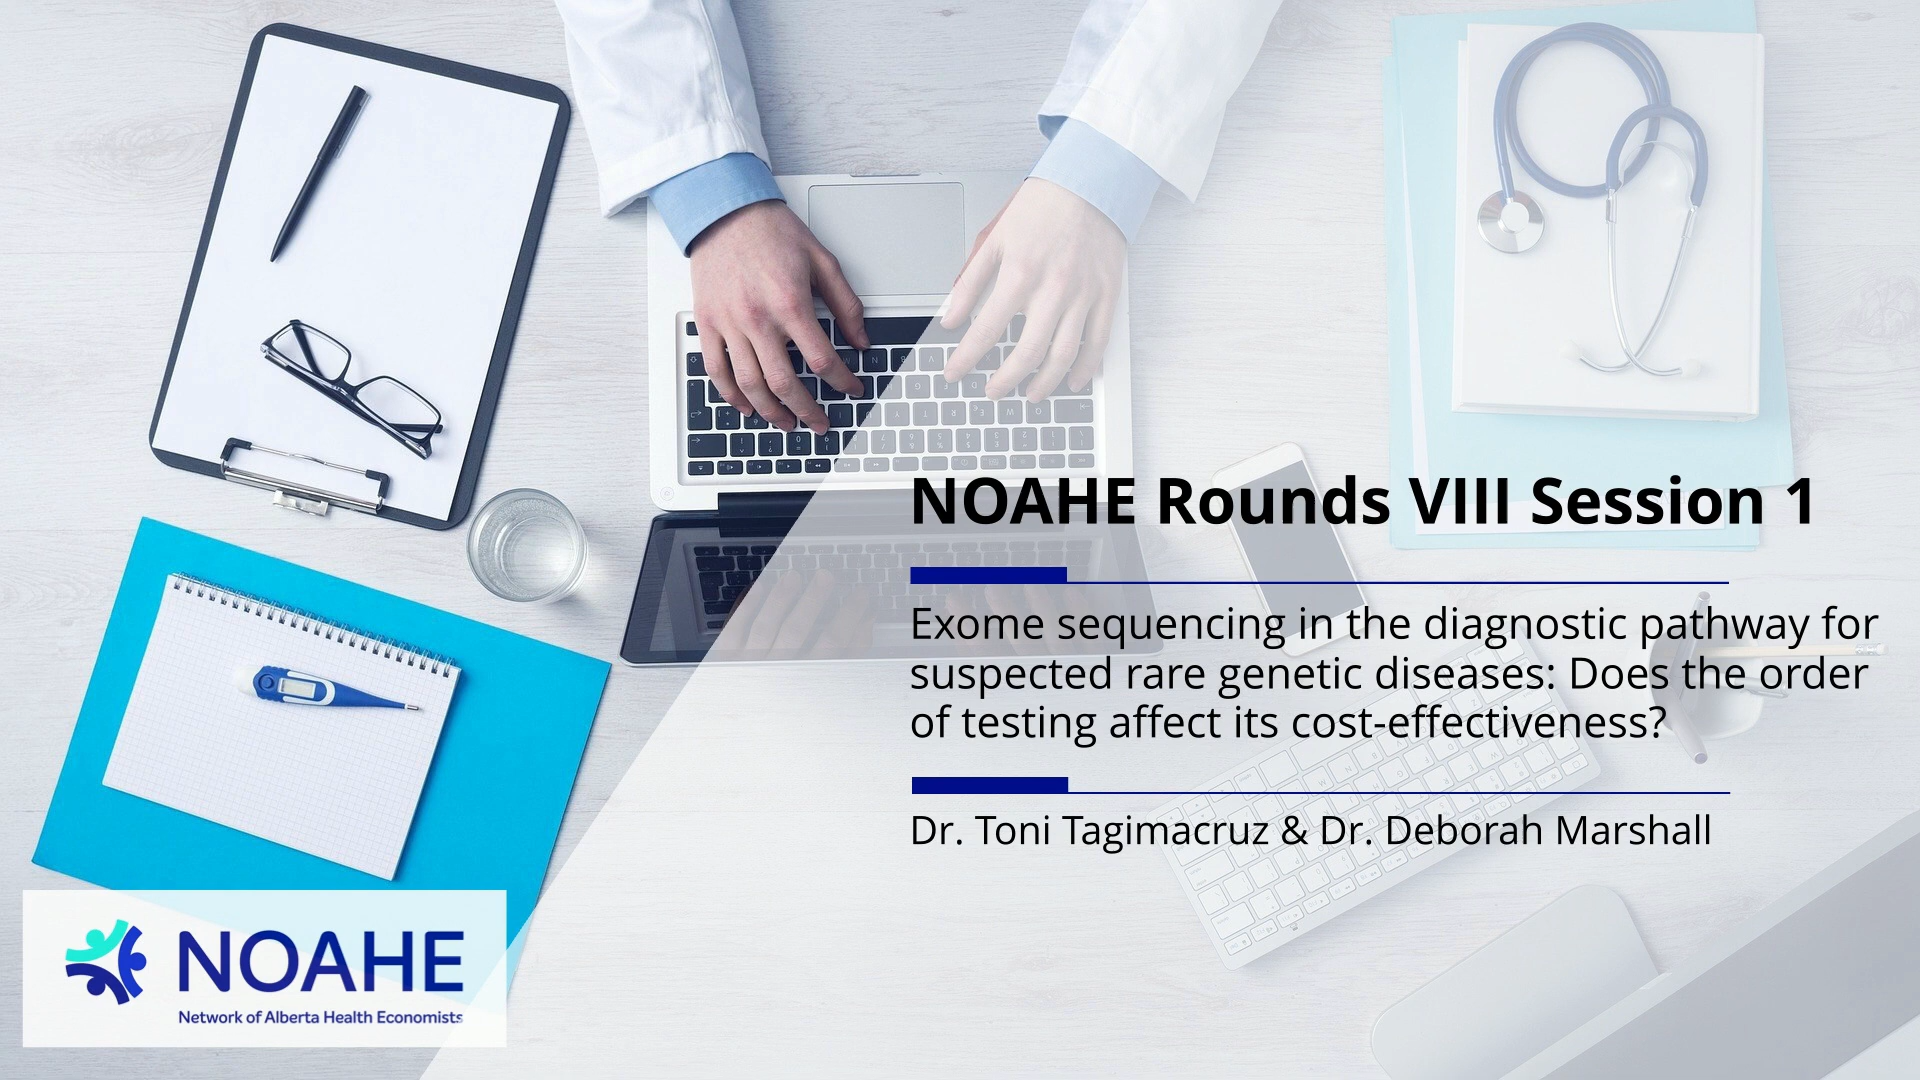 NOAHE Rounds VIII Session 1
Exome sequencing in the diagnostic pathway for
suspected rare genetic diseases: Does the order
of testing affect its cost-effectiveness?
Dr. Toni Tagimacruz & Dr. Deborah Marshall
NOAHE
Network of Alberta Health Economists